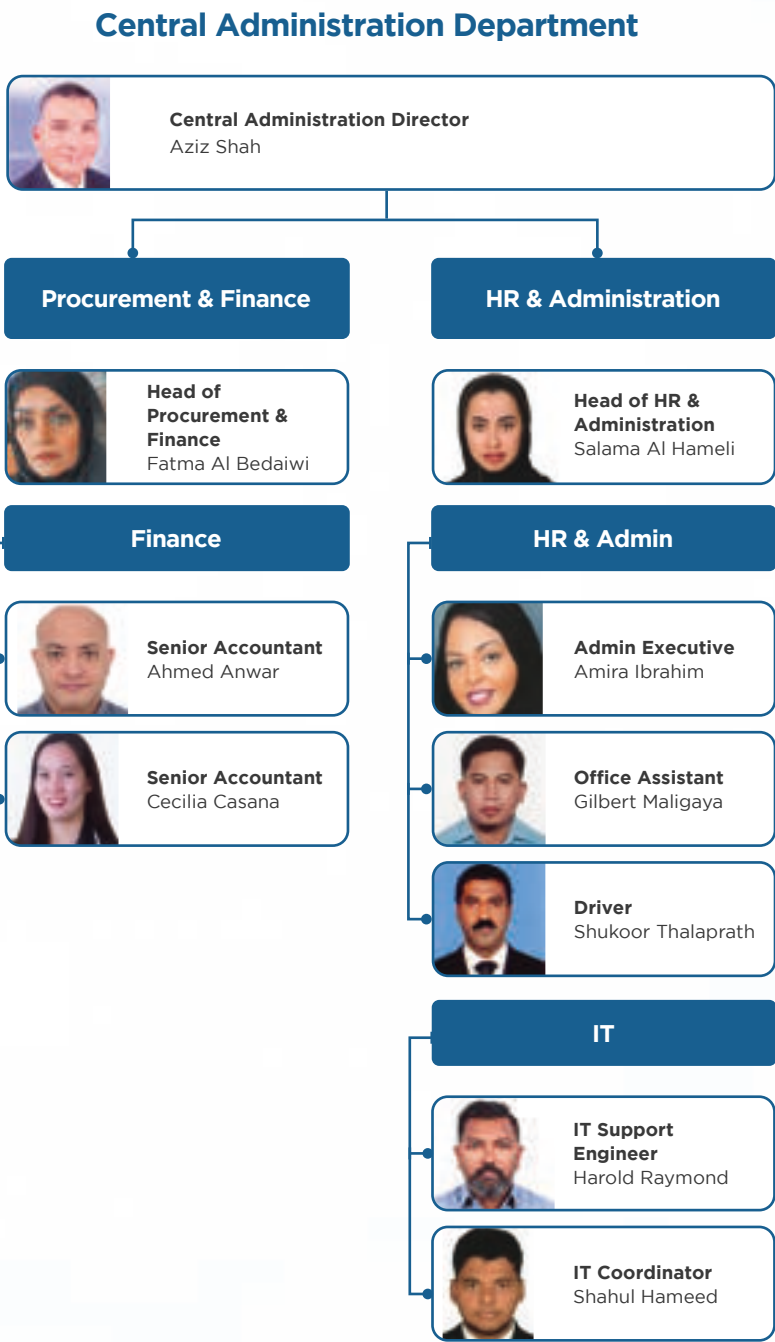 Central Administration Department
Central Administration Director
Aziz Shah
Procurement & Finance
Head of
Procurement &
Finance
Fatma Al Bedaiwi
Finance
Senior Accountant
Ahmed Anwar
Senior Accountant
Cecilia Casana
HR & Administration
Head of HR &
Administration
Salama Al Hameli
HR & Admin
Admin Executive
Amira Ibrahim
Office Assistant
Gilbert Maligaya
Driver
Shukoor Thalaprath
IT
IT Support
Engineer
Harold Raymond
IT Coordinator
Shahul Hameed